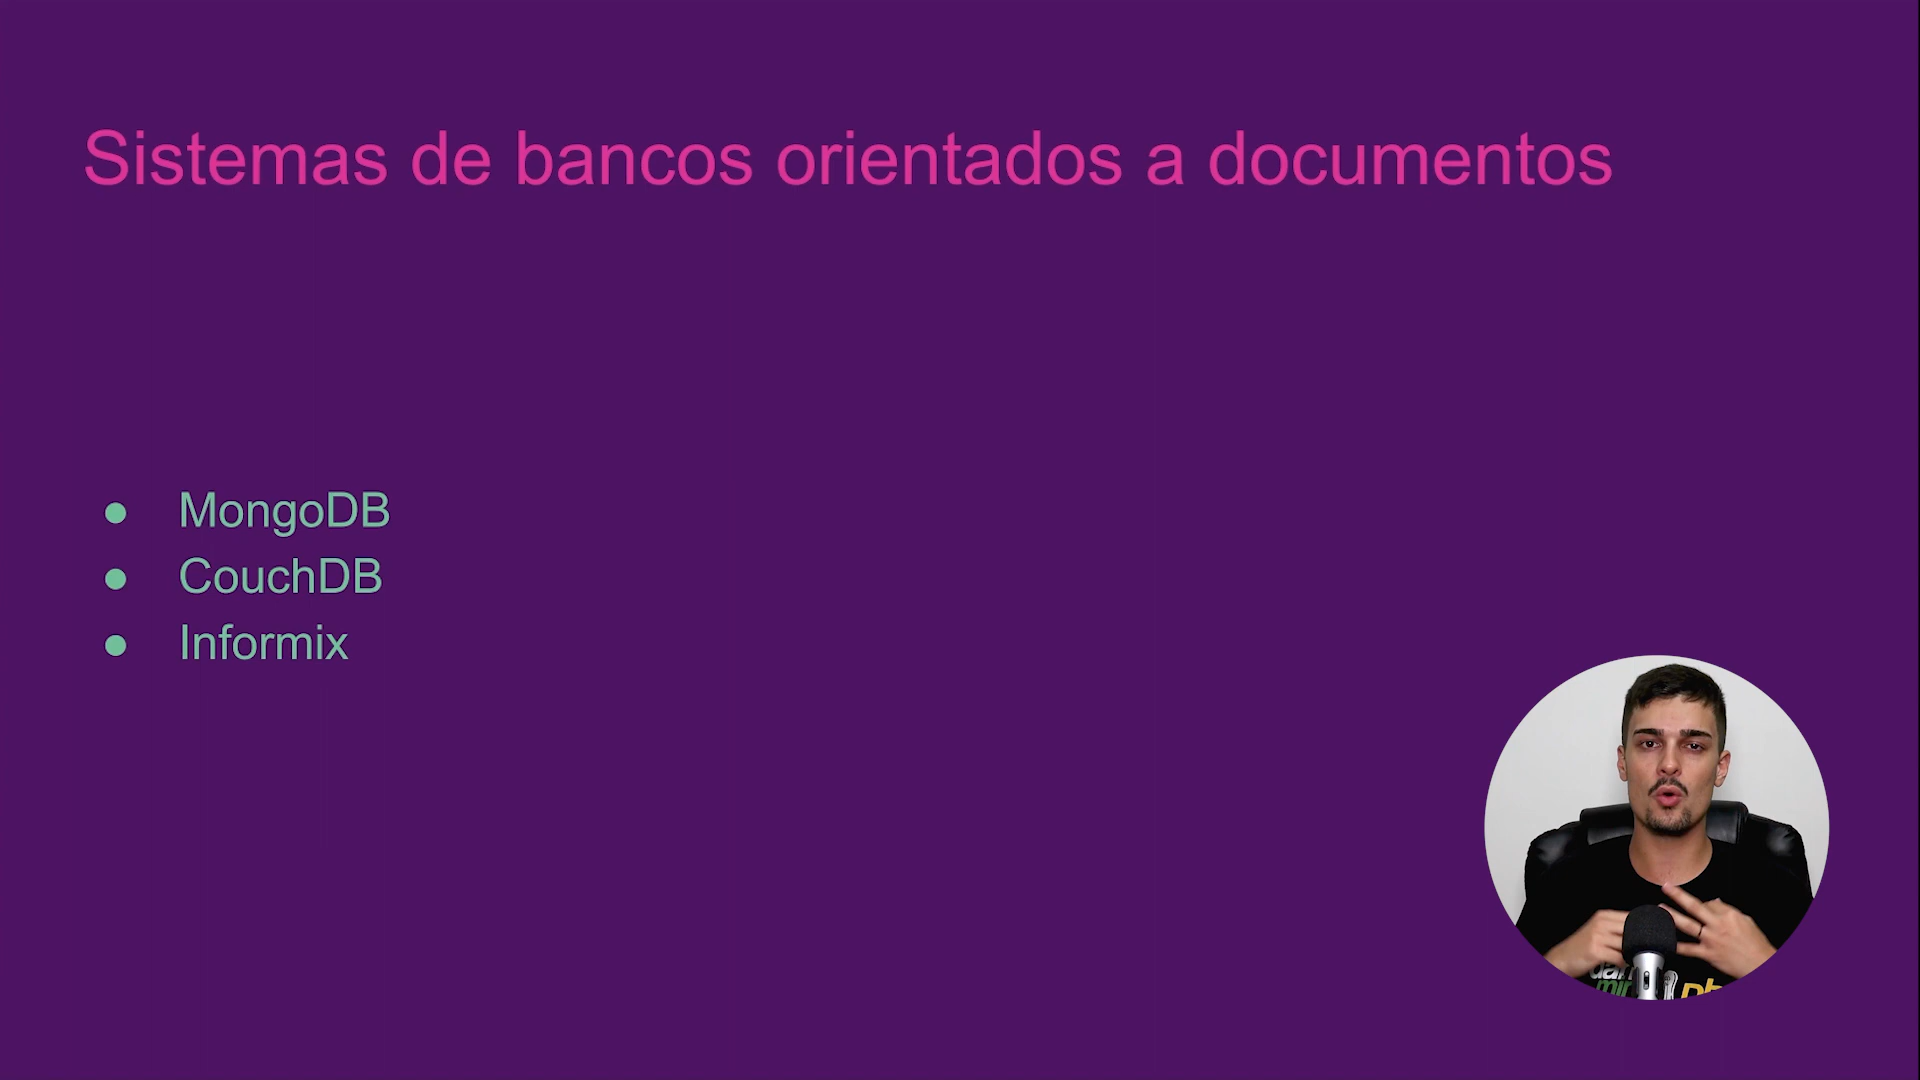 Sistemas de bancos orientados a documentos
● MongoDB
● CouchDB
● Informix